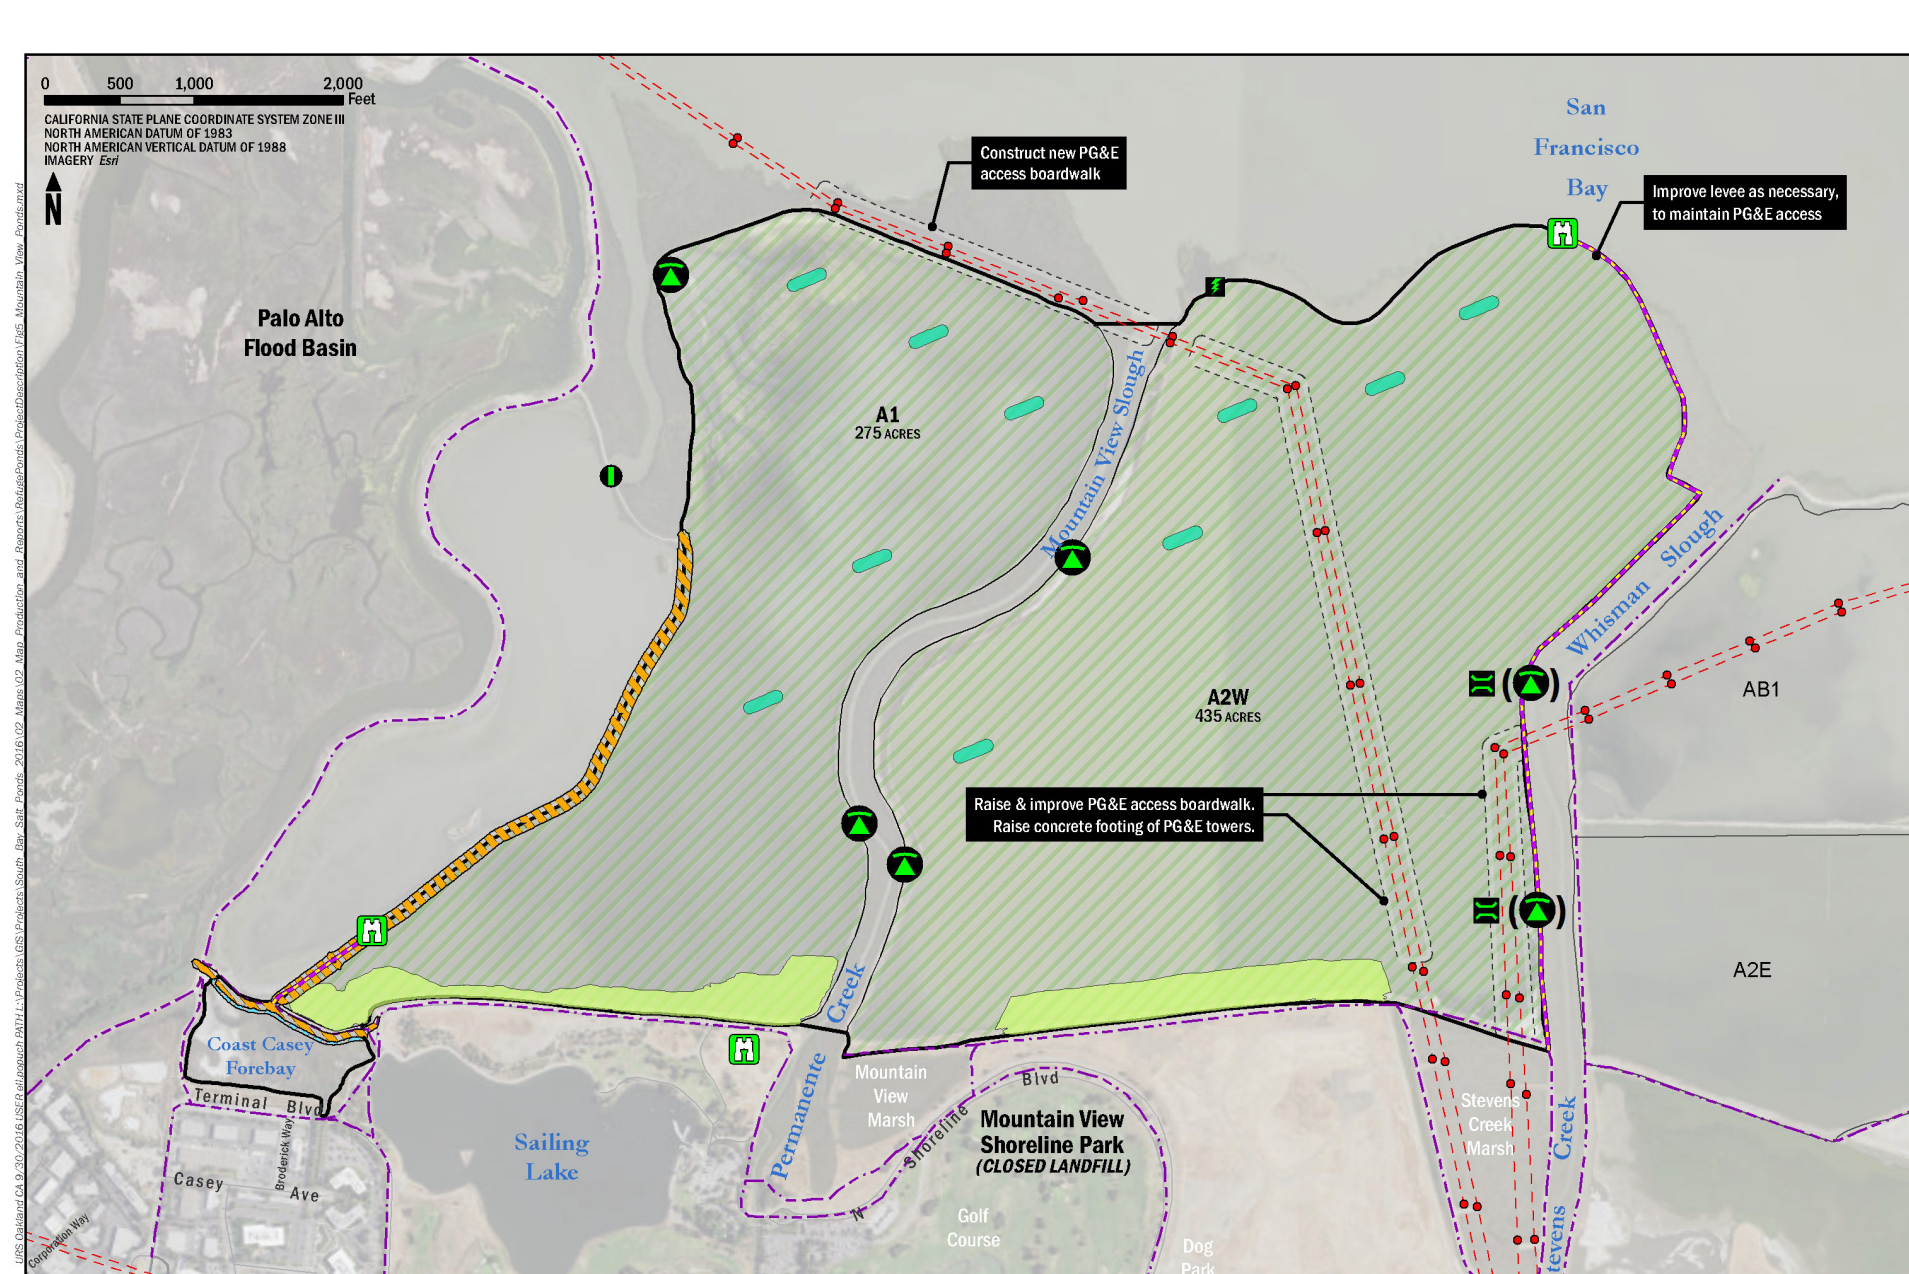 0 500 1,000 2,000
Feet
CALIFORNIA STATE PLANE COORDINATE SYSTEM ZONE III
NORTH AMERICAN DATUM OF 1983
NORTH AMERICAN VERTICAL DATUM OF 1988
IMAGERY Esri
N
San
Francisco
Bay
Construct new PG&E
access boardwalk
Improve levee as necessary,
to maintain PG&E access
Palo Alto
Flood Basin
A1
275 ACRES
Mountain View Slough
Whisman Slough
A2W
435 ACRES
AB1
Raise & improve PG&E access boardwalk.
Raise concrete footing of PG&E towers.
A2E
Coast Casey
Forebay
Terminal Blvd
Broderick Way
Casey Ave
Corporation Way
Sailing
Lake
Permanente Creek
Mountain
View
Marsh
Mountain View
Shoreline Park
(CLOSED LANDFILL)
N Shoreline Blvd
Golf
Course
Dog
Park
Stevens
Creek
Marsh
tevens Creek